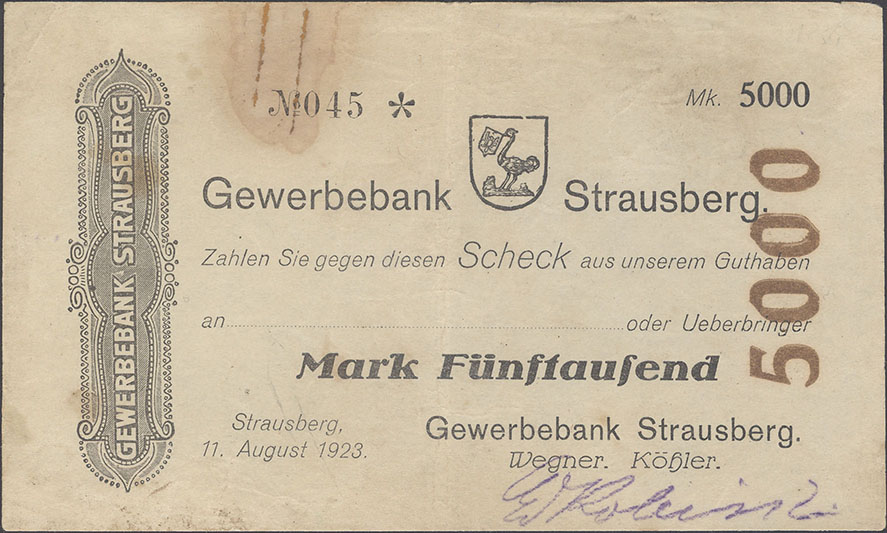 GEWERBEBANK STRAUSBERG
№045 *
Mk. 5000
Gewerbebank Strausberg.
Zahlen Sie gegen diesen Scheck aus unserem Guthaben
an oder Ueberbringer
Mark Fünftauſend
5000
Strausberg,
11. August 1923.
Gewerbebank Strausberg.
Wegner. Kößler.